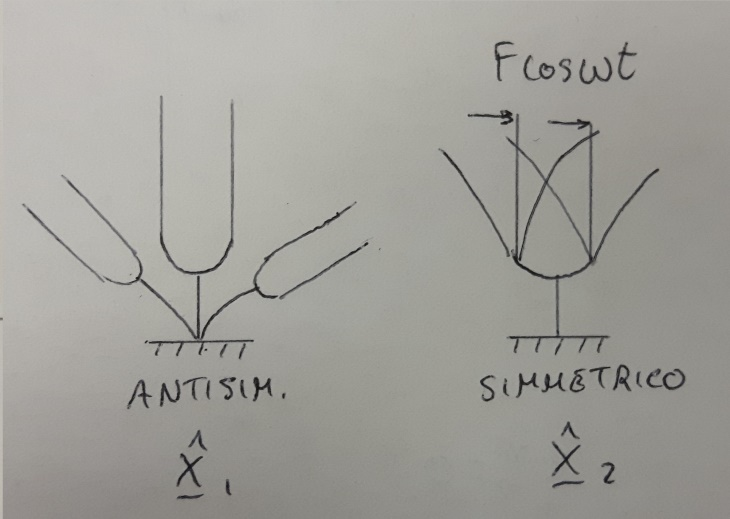 Fcosωt
ANTISIM.
SIMMETRICO
X̂ 1
X̂ 2